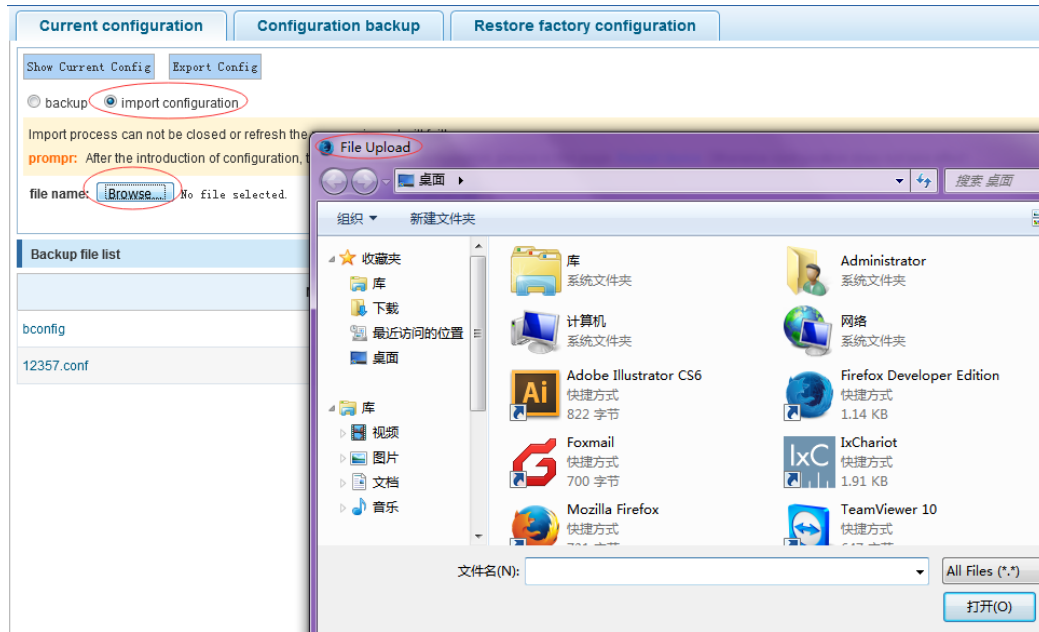 Current configuration
Configuration backup
Restore factory configuration
Show Current Config
Export Config
backup
import configuration
Import process can not be closed or refresh the
prompr: After the introduction of configuration,
file name: Browse... No file selected.
Backup file list
bconfig
12357.conf
File Upload
桌面
搜索 桌面
组织
新建文件夹
收藏夹
库
下载
最近访问的位置
桌面
库
视频
图片
文档
音乐
库
系统文件夹
Administrator
系统文件夹
计算机
系统文件夹
网络
系统文件夹
Adobe Illustrator CS6
快捷方式
822 字节
Firefox Developer Edition
快捷方式
1.14 KB
Foxmail
快捷方式
700 字节
IxChariot
快捷方式
1.91 KB
Mozilla Firefox
快捷方式
TeamViewer 10
快捷方式
文件名(N):
All Files (*.*)
打开(O)